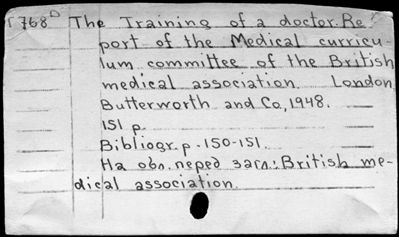 T768D The Training of a doctor. Re
port of the Medical curricu-
lum committee of the British
medical association. London,
Butterworth and Co, 1948.
151 p.
Bibliogr. p. 150-151.
На обл. перед загл.: British me-
dical association.